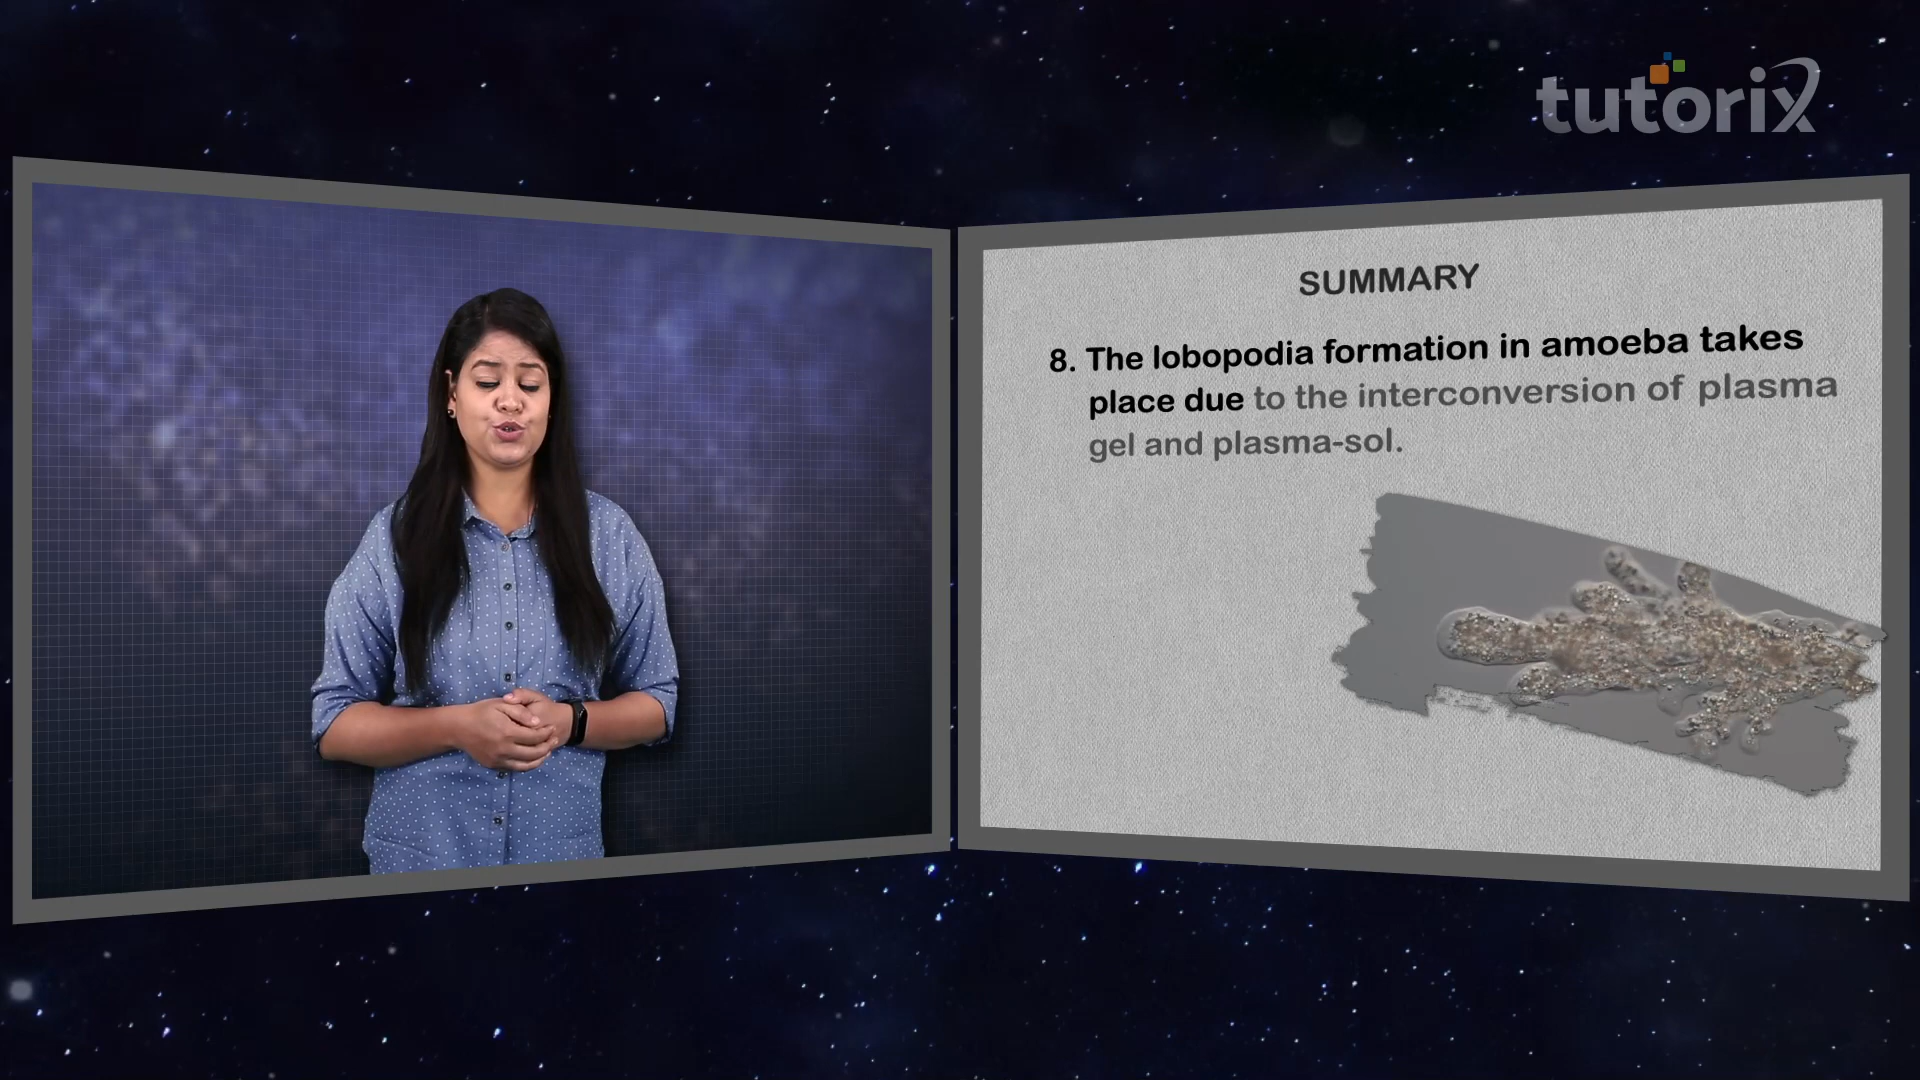 tutorix
SUMMARY
8. The lobopodia formation in amoeba takes
place due to the interconversion of plasma
gel and plasma-sol.